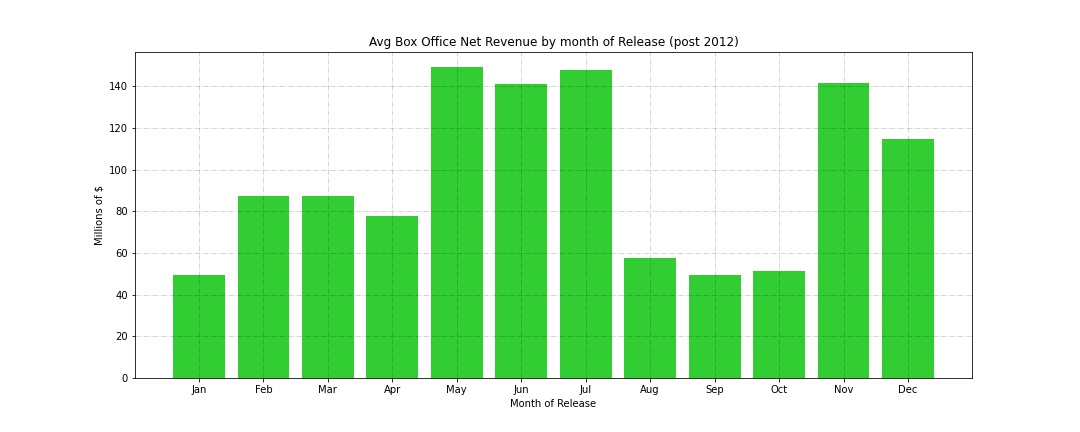 Avg Box Office Net Revenue by month of Release (post 2012)
Millions of $
140
120
100
80
60
40
20
0
Jan Feb Mar Apr May Jun Jul Aug Sep Oct Nov Dec
Month of Release